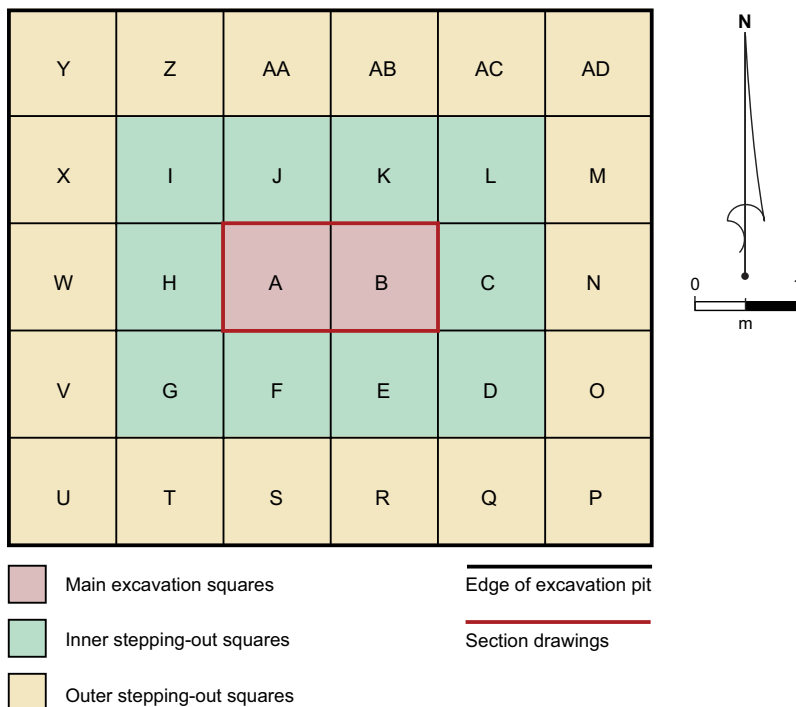 Y Z AA AB AC AD
X I J K L M
W H A B C N
V G F E D O
U T S R Q P
N
0 1
m
Main excavation squares
Inner stepping-out squares
Outer stepping-out squares
Edge of excavation pit
Section drawings